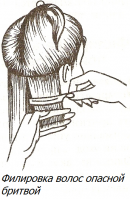 Филировка волос опасной
бритвой